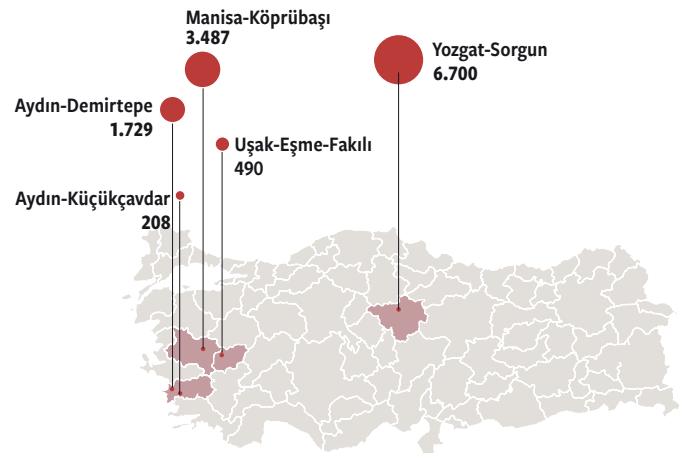 Manisa-Köprübaşı
3.487
Yozgat-Sorgun
6.700
Aydın-Demirtepe
1.729
Uşak-Eşme-Fakılı
490
Aydın-Küçükçavdar
208